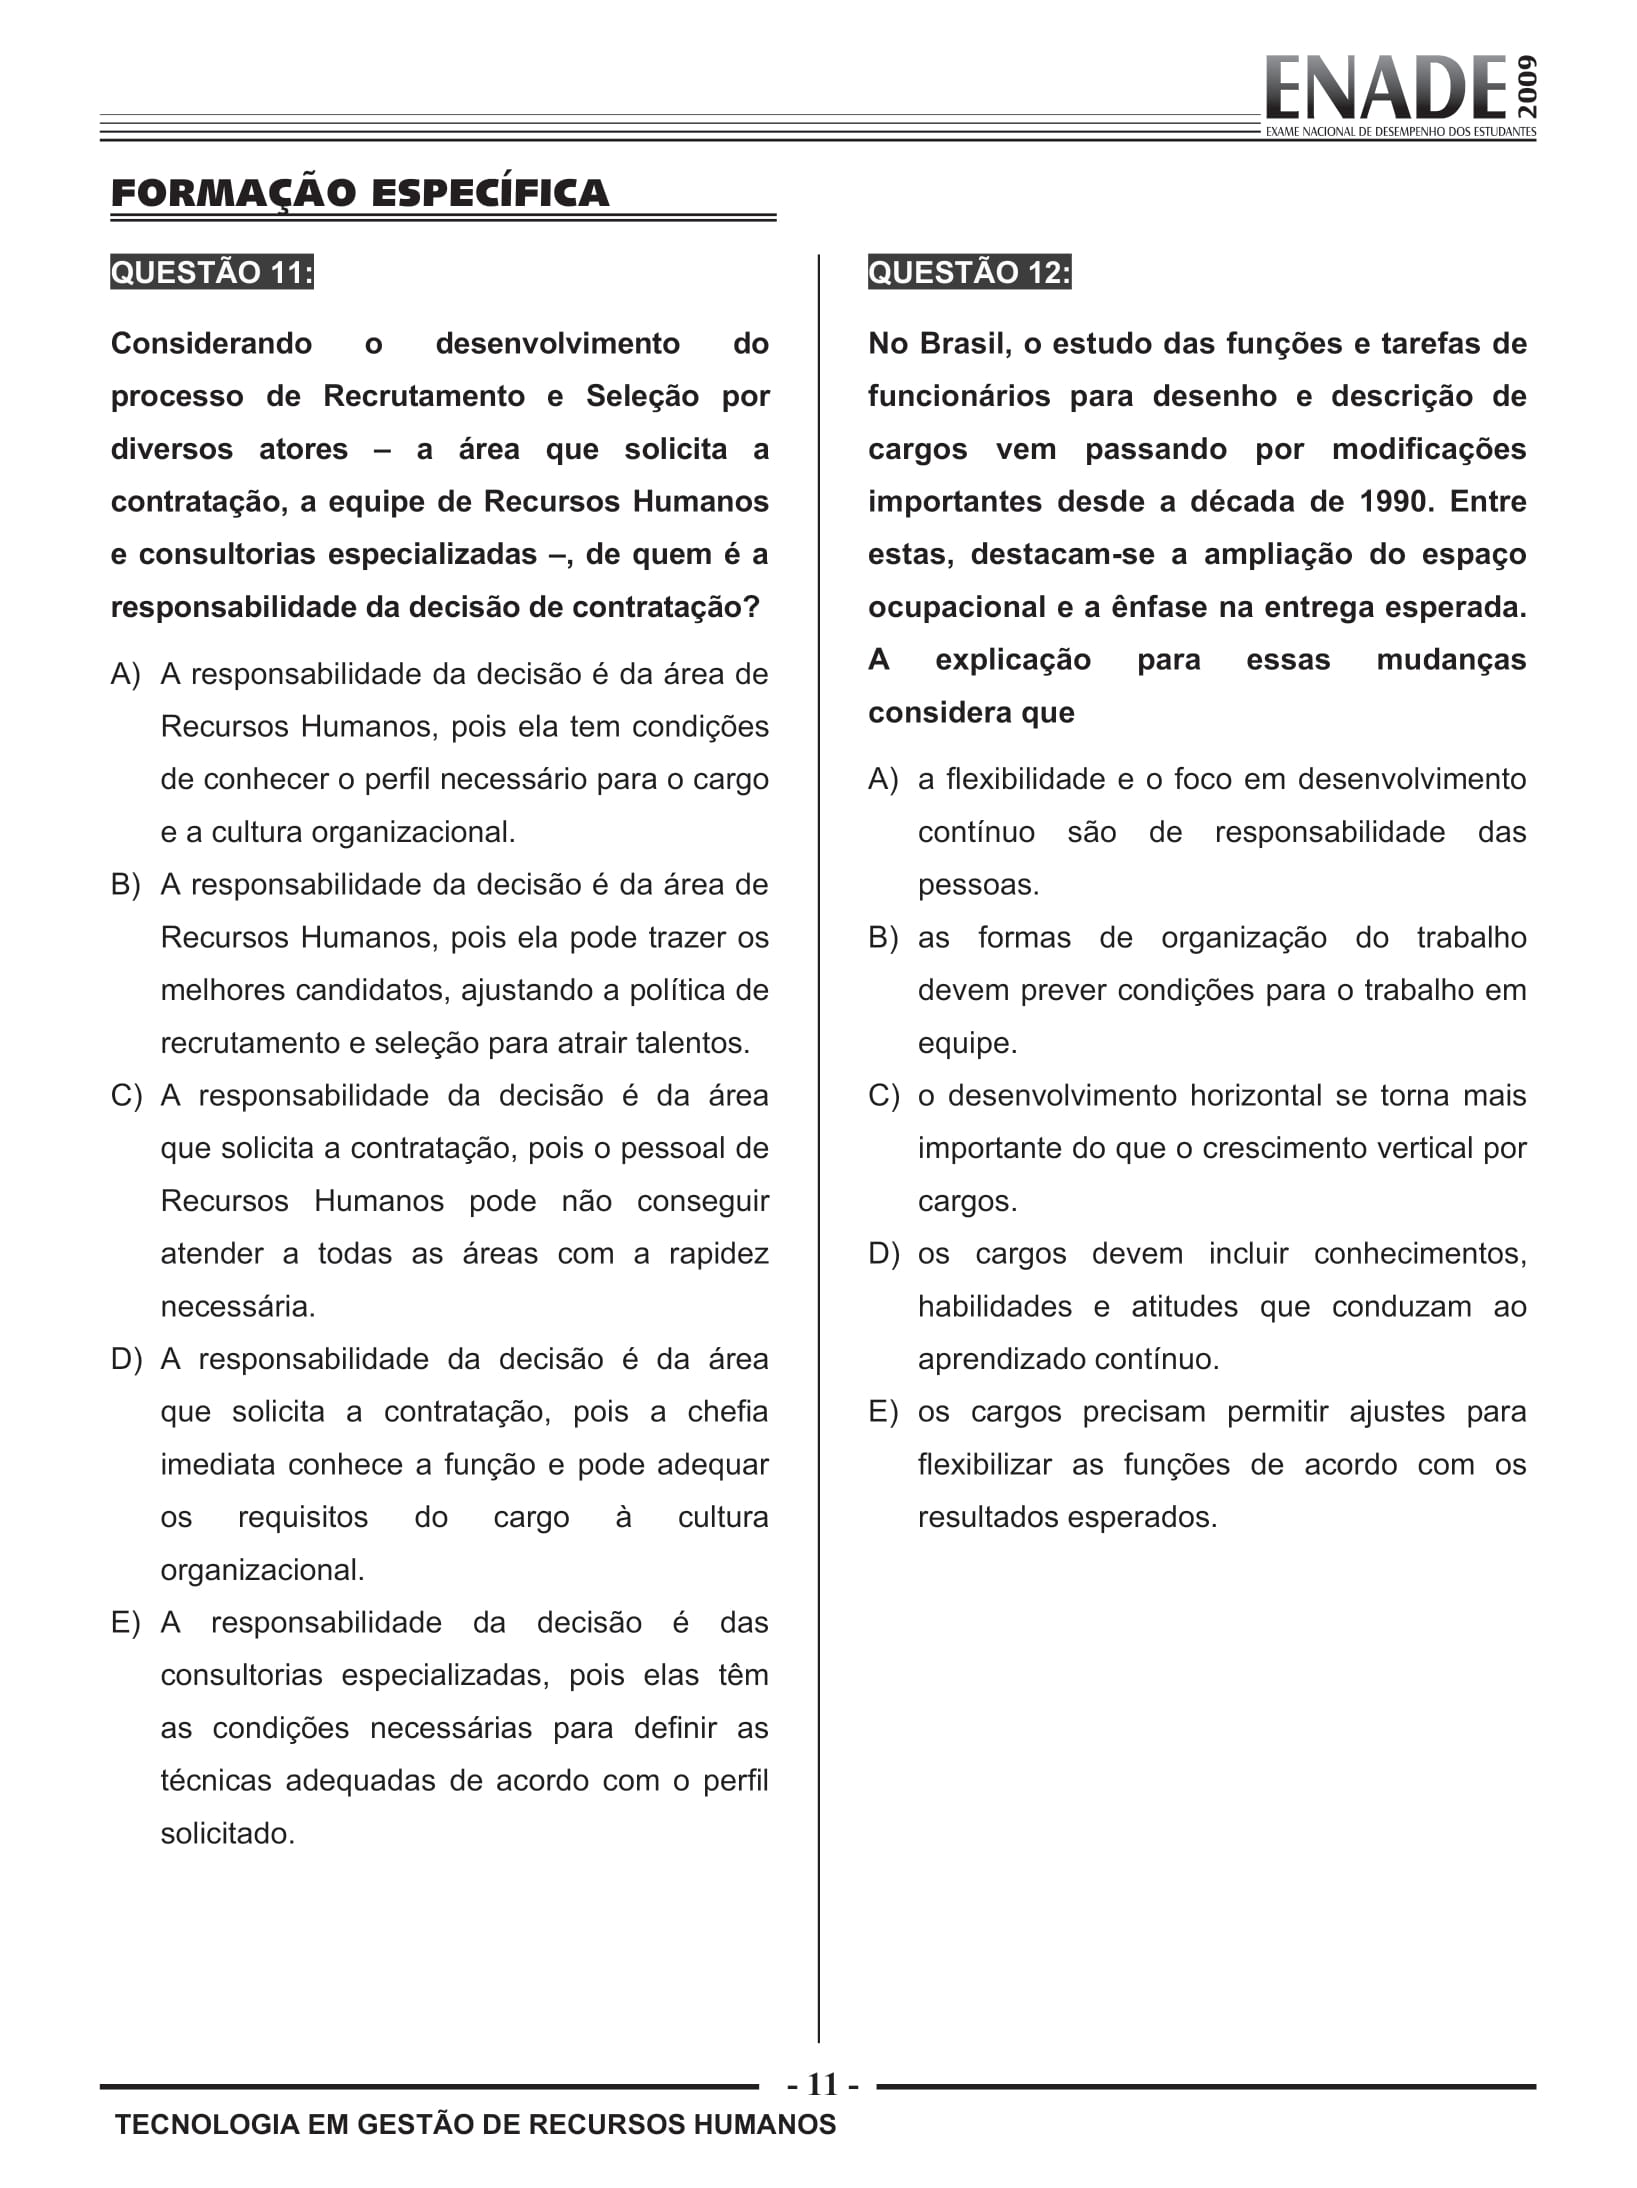 ENADE
2009
EXAME NACIONAL DE DESEMPENHO DOS ESTUDANTES
FORMAÇÃO ESPECÍFICA
QUESTÃO 11:
Considerando o desenvolvimento do
processo de Recrutamento e Seleção por
diversos atores – a área que solicita a
contratação, a equipe de Recursos Humanos
e consultorias especializadas –, de quem é a
responsabilidade da decisão de contratação?
A) A responsabilidade da decisão é da área de
Recursos Humanos, pois ela tem condições
de conhecer o perfil necessário para o cargo
e a cultura organizacional.
B) A responsabilidade da decisão é da área de
Recursos Humanos, pois ela pode trazer os
melhores candidatos, ajustando a política de
recrutamento e seleção para atrair talentos.
C) A responsabilidade da decisão é da área
que solicita a contratação, pois o pessoal de
Recursos Humanos pode não conseguir
atender a todas as áreas com a rapidez
necessária.
D) A responsabilidade da decisão é da área
que solicita a contratação, pois a chefia
imediata conhece a função e pode adequar
os requisitos do cargo à cultura
organizacional.
E) A responsabilidade da decisão é das
consultorias especializadas, pois elas têm
as condições necessárias para definir as
técnicas adequadas de acordo com o perfil
solicitado.
QUESTÃO 12:
No Brasil, o estudo das funções e tarefas de
funcionários para desenho e descrição de
cargos vem passando por modificações
importantes desde a década de 1990. Entre
estas, destacam-se a ampliação do espaço
ocupacional e a ênfase na entrega esperada.
A explicação para essas mudanças
considera que
A) a flexibilidade e o foco em desenvolvimento
contínuo são de responsabilidade das
pessoas.
B) as formas de organização do trabalho
devem prever condições para o trabalho em
equipe.
C) o desenvolvimento horizontal se torna mais
importante do que o crescimento vertical por
cargos.
D) os cargos devem incluir conhecimentos,
habilidades e atitudes que conduzam ao
aprendizado contínuo.
E) os cargos precisam permitir ajustes para
flexibilizar as funções de acordo com os
resultados esperados.
- 11 -
TECNOLOGIA EM GESTÃO DE RECURSOS HUMANOS